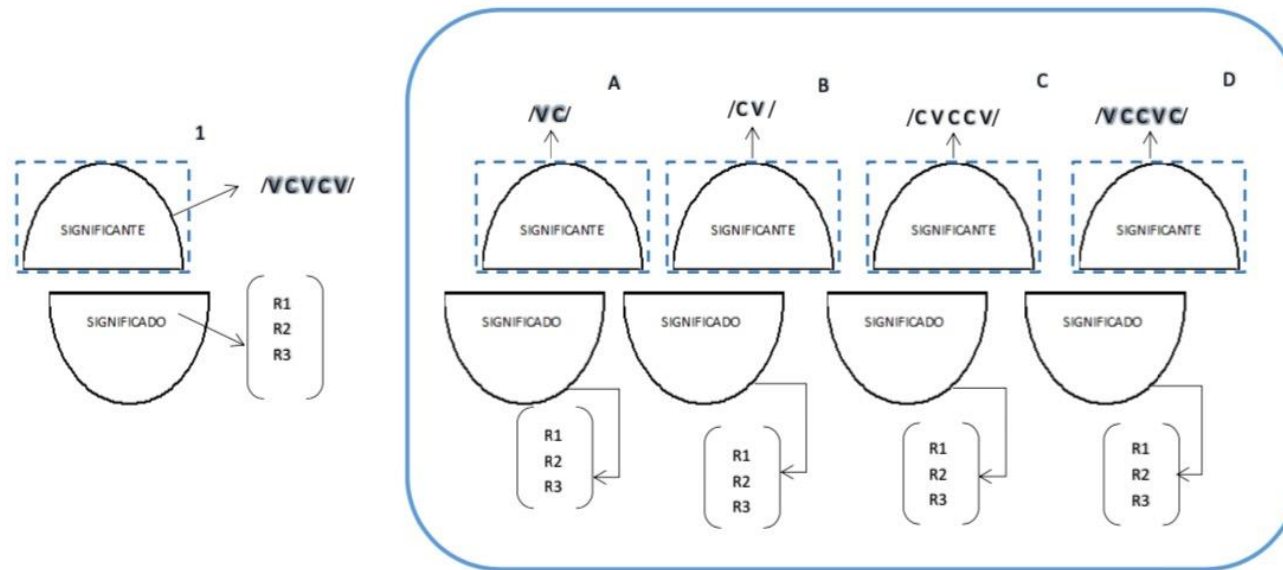 1
/VCVCV/
SIGNIFICANTE
SIGNIFICADO
R1
R2
R3
A
/VC/
SIGNIFICANTE
SIGNIFICADO
R1
R2
R3
B
/CV/
SIGNIFICANTE
SIGNIFICADO
R1
R2
R3
C
/CVCCV/
SIGNIFICANTE
SIGNIFICADO
R1
R2
R3
D
/VCCVC/
SIGNIFICANTE
SIGNIFICADO
R1
R2
R3